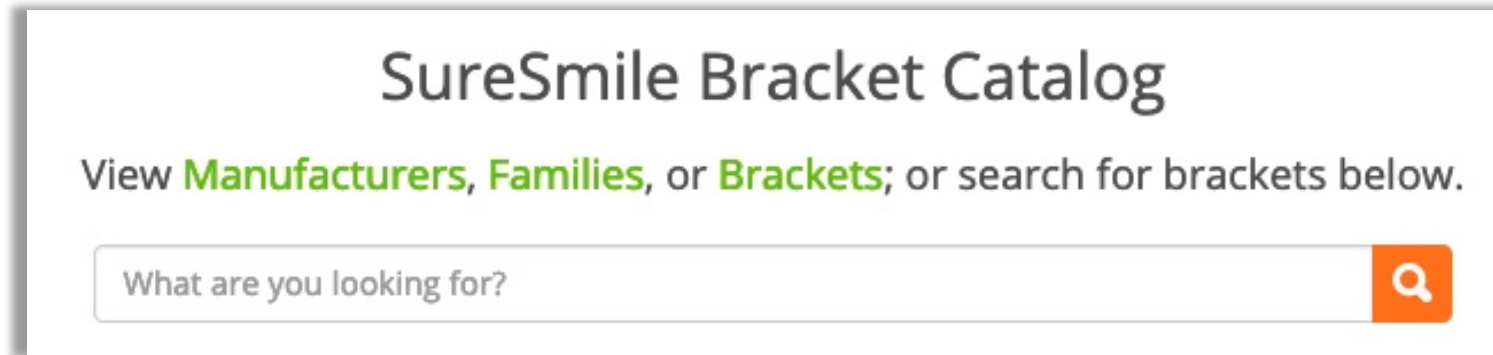 SureSmile Bracket Catalog
View Manufacturers, Families, or Brackets; or search for brackets below.
What are you looking for?